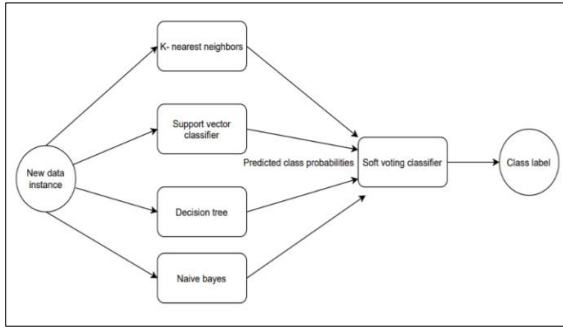 K- nearest neighbors
Support vector
classifier
New data
instance
Predicted class probabilities
Soft voting classifier
Class label
Decision tree
Naive bayes